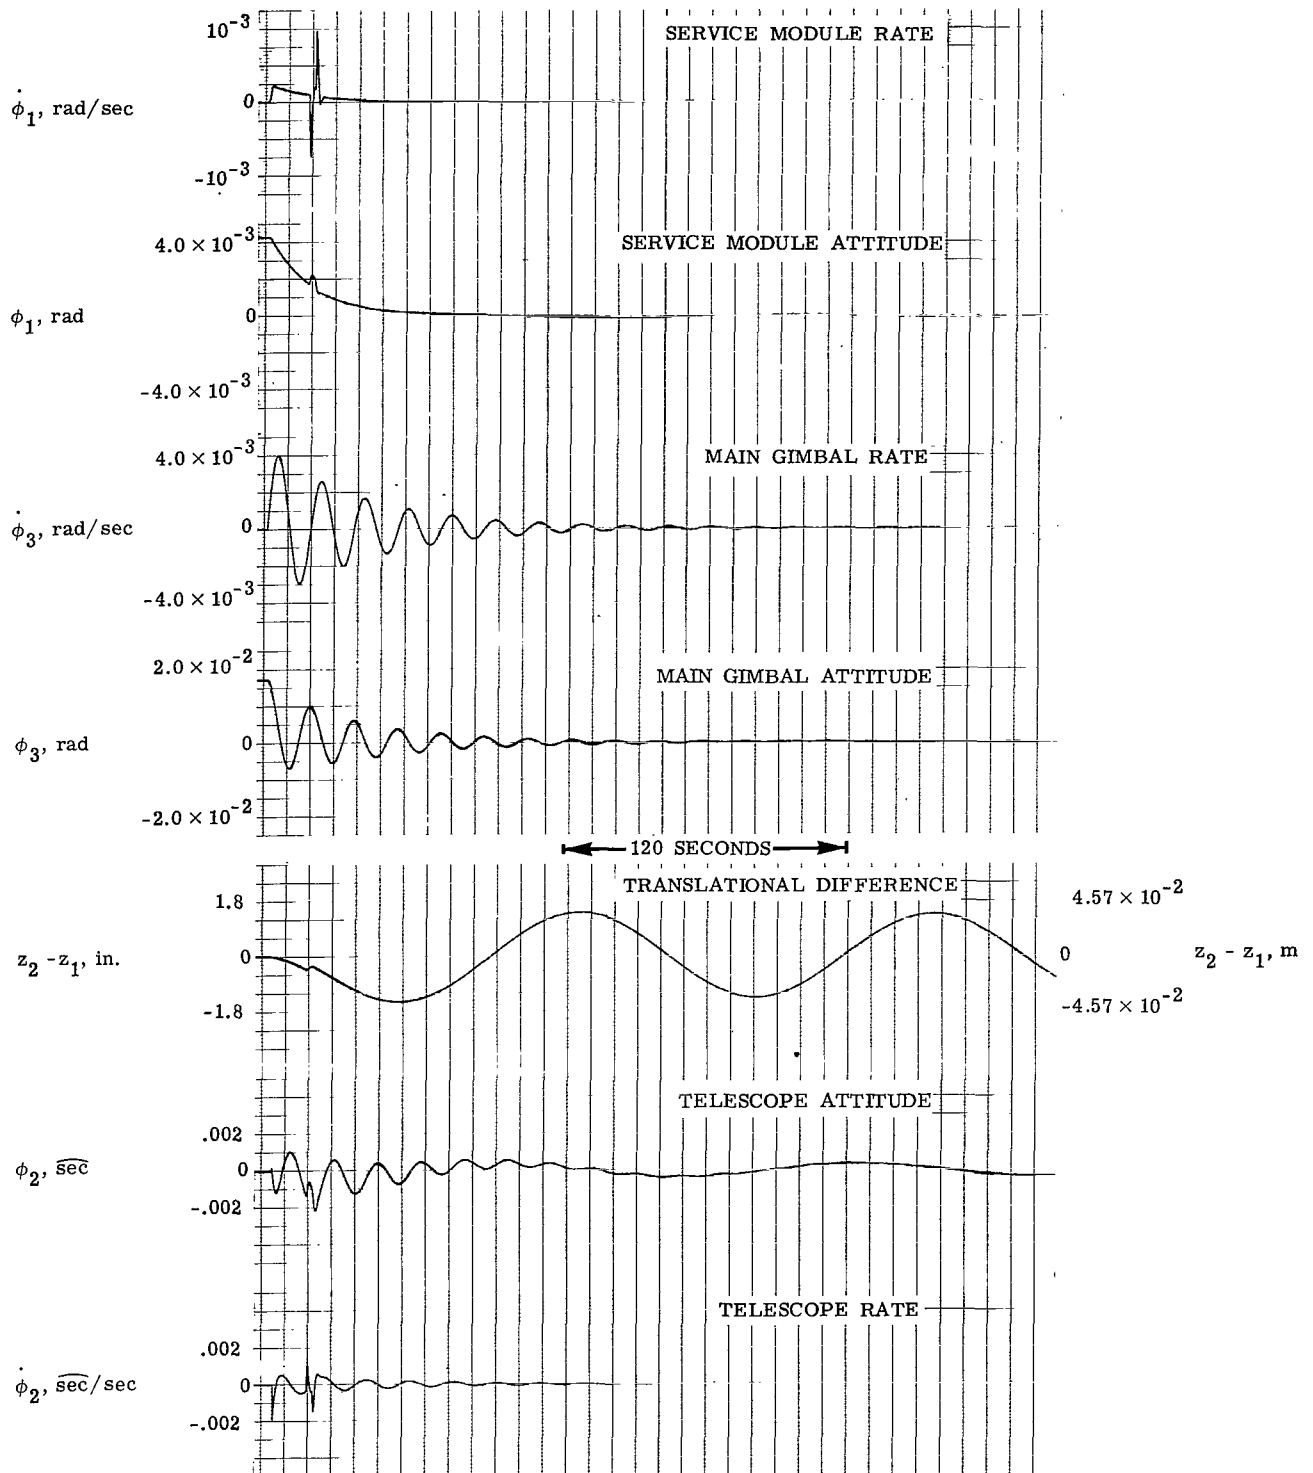 SERVICE MODULE RATE
10⁻³
0
-10⁻³
φ̇₁, rad/sec
SERVICE MODULE ATTITUDE
4.0 × 10⁻³
0
-4.0 × 10⁻³
φ₁, rad
MAIN GIMBAL RATE
4.0 × 10⁻³
0
-4.0 × 10⁻³
φ̇₃, rad/sec
MAIN GIMBAL ATTITUDE
2.0 × 10⁻²
0
-2.0 × 10⁻²
φ₃, rad
120 SECONDS
TRANSLATIONAL DIFFERENCE
1.8
0
-1.8
z₂ -z₁, in.
4.57 × 10⁻²
0
-4.57 × 10⁻²
z₂ - z₁, m
TELESCOPE ATTITUDE
.002
0
-.002
φ₂, s͡ec
TELESCOPE RATE
.002
0
-.002
φ̇₂, s͡ec/sec